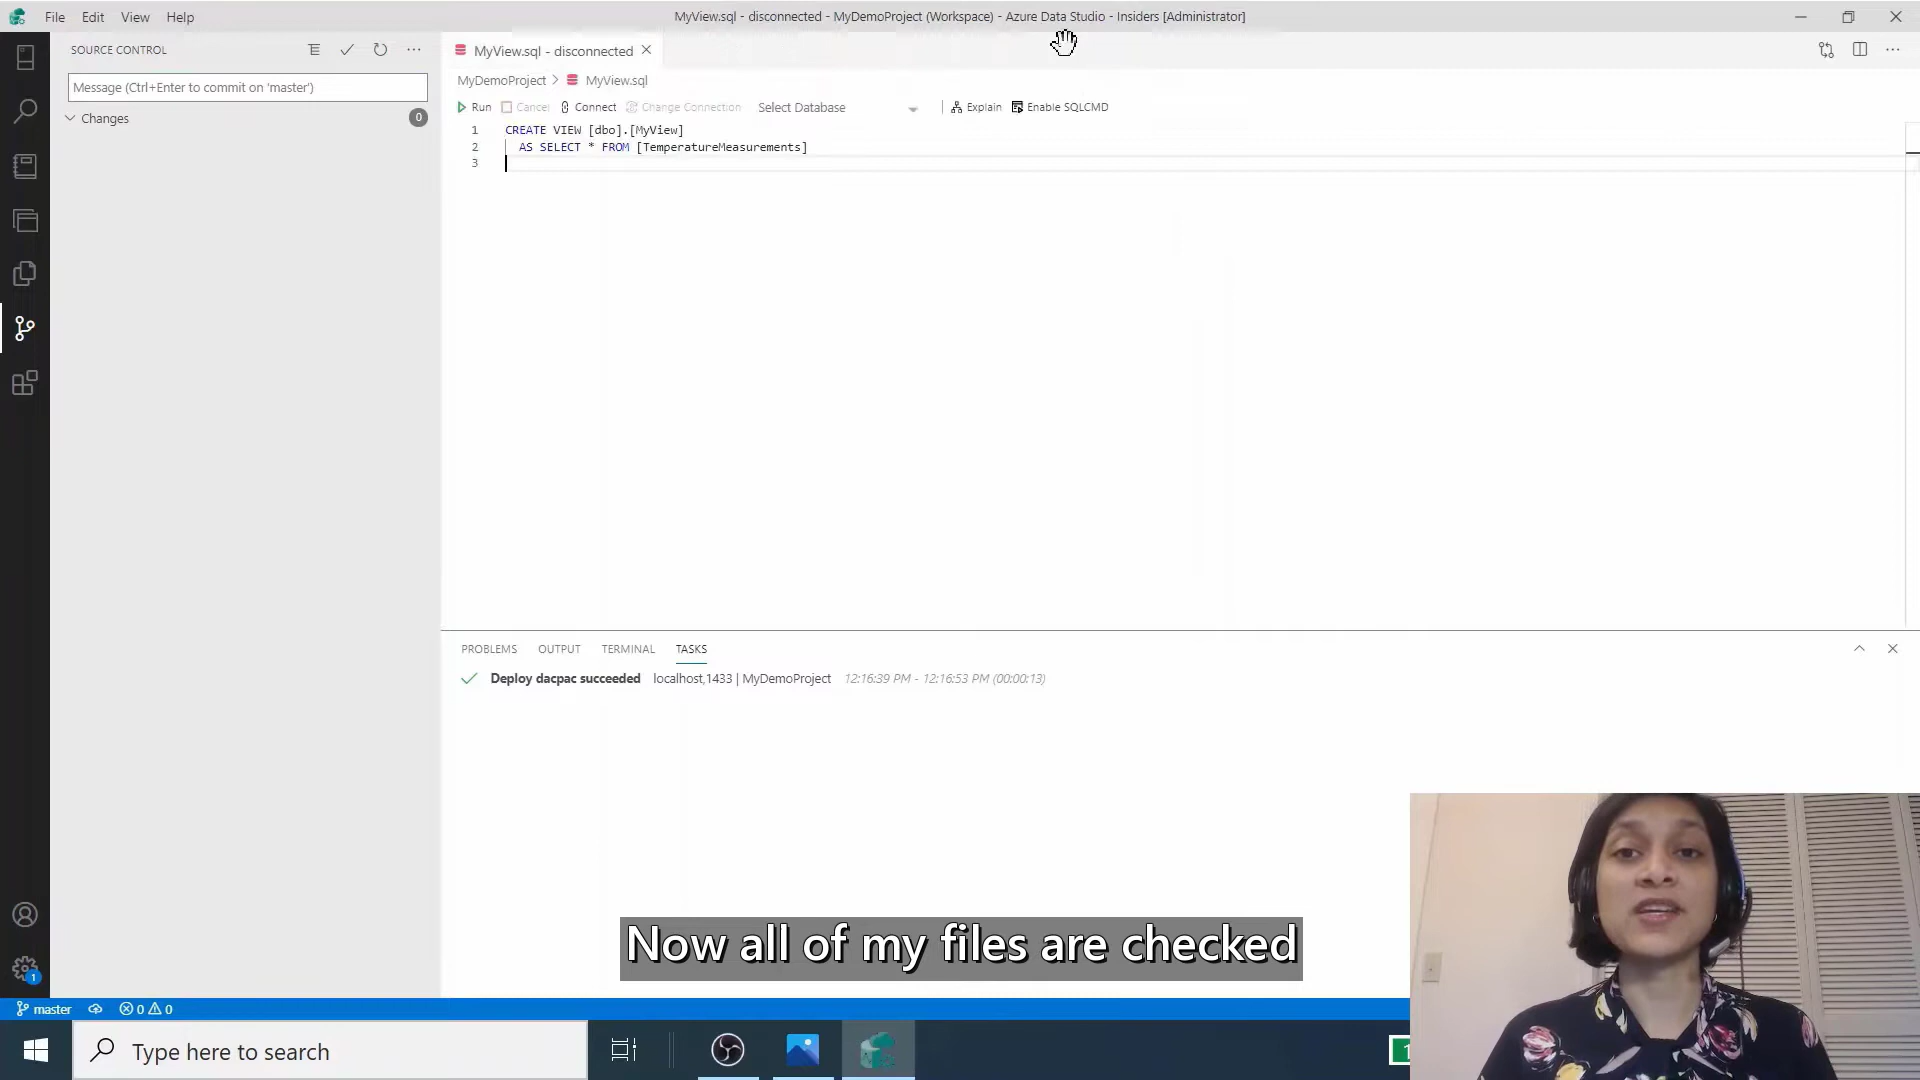 File Edit View Help
MyView.sql - disconnected - MyDemoProject (Workspace) - Azure Data Studio - Insiders [Administrator]
SOURCE CONTROL
Message (Ctrl+Enter to commit on 'master')
Changes 0
MyView.sql - disconnected
MyDemoProject > MyView.sql
Run Cancel Connect Change Connection Select Database Explain Enable SQLCMD
1 CREATE VIEW [dbo].[MyView]
2 AS SELECT * FROM [TemperatureMeasurements]
3
PROBLEMS OUTPUT TERMINAL TASKS
Deploy dacpac succeeded localhost,1433 | MyDemoProject 12:16:39 PM - 12:16:53 PM (00:00:13)
Now all of my files are checked
1
master 0 0
Type here to search
1